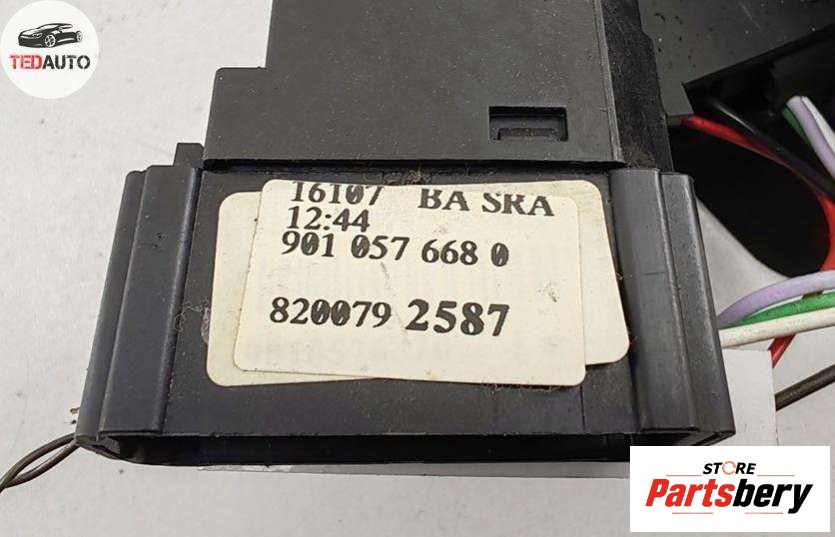 TEDAUTO
16107 BA SRA
12:44
901 057 668 0
820079 2587
STORE
Partsbery